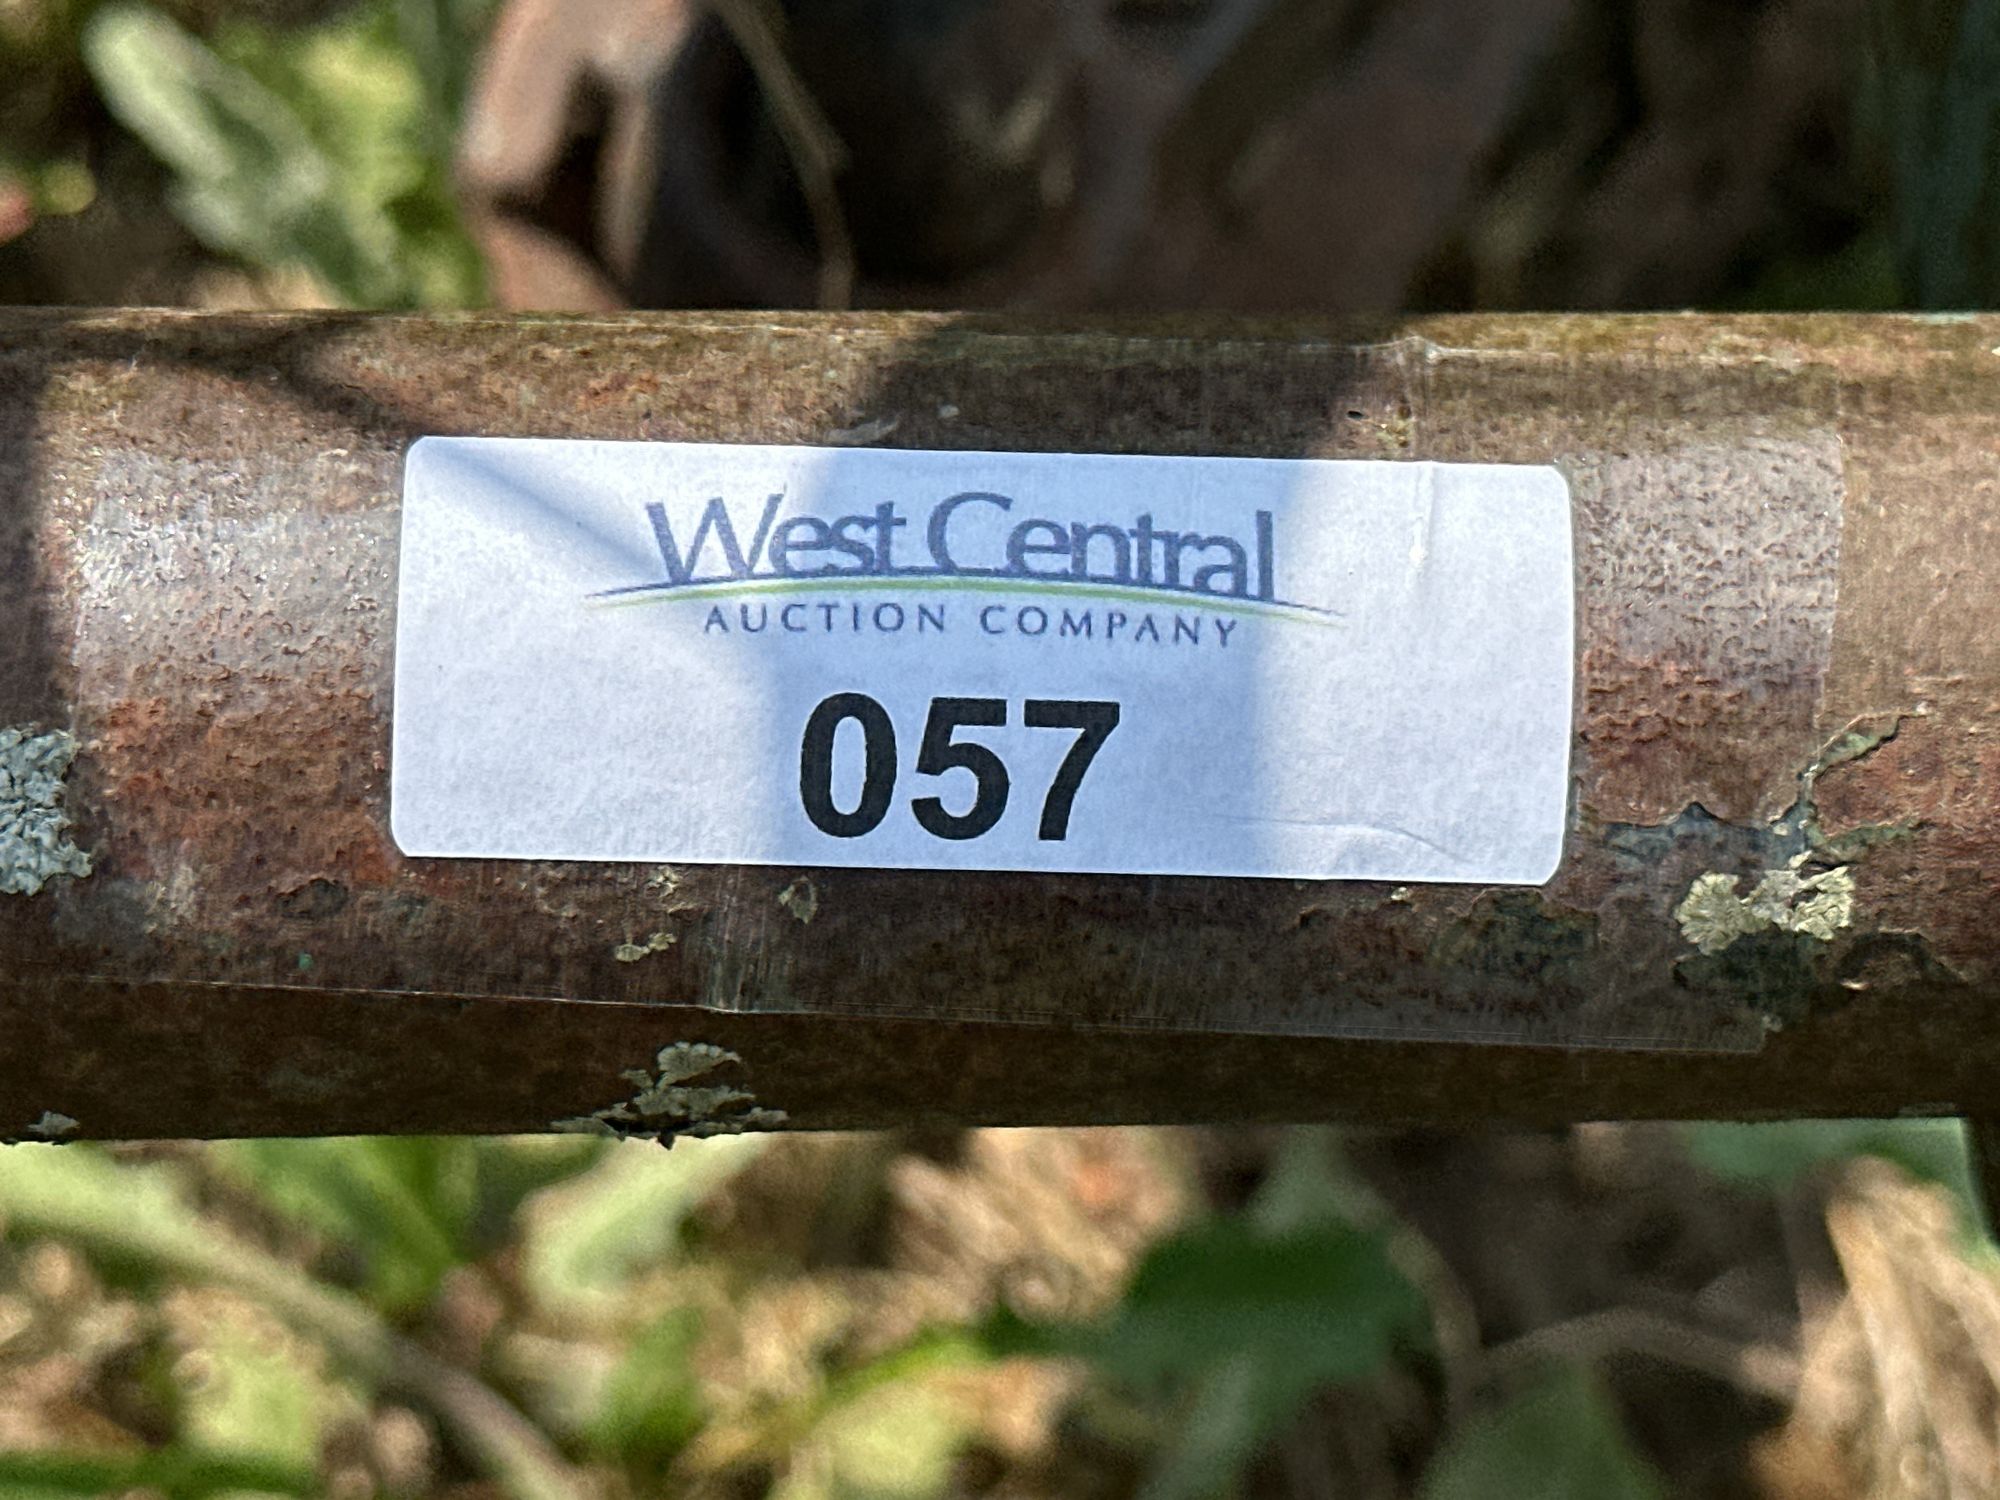 West Central
AUCTION COMPANY
057